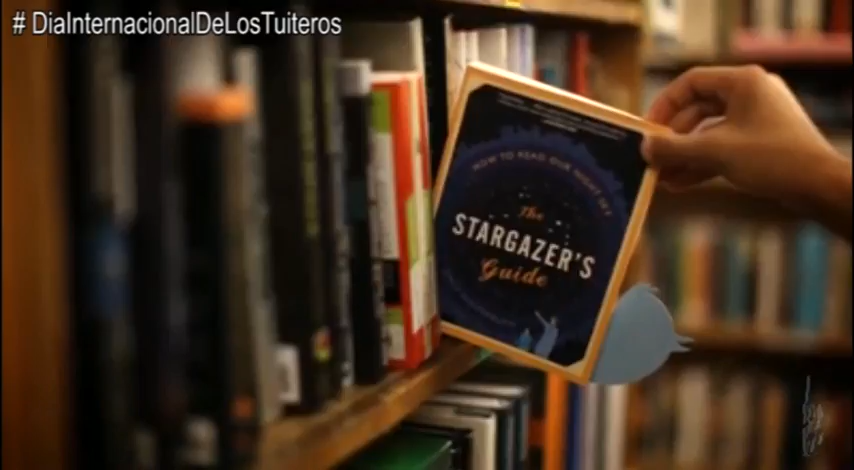 # DiaInternacionalDeLosTuiteros
HOW TO READ OUR NIGHT SKY
The
STARGAZER'S
Guide